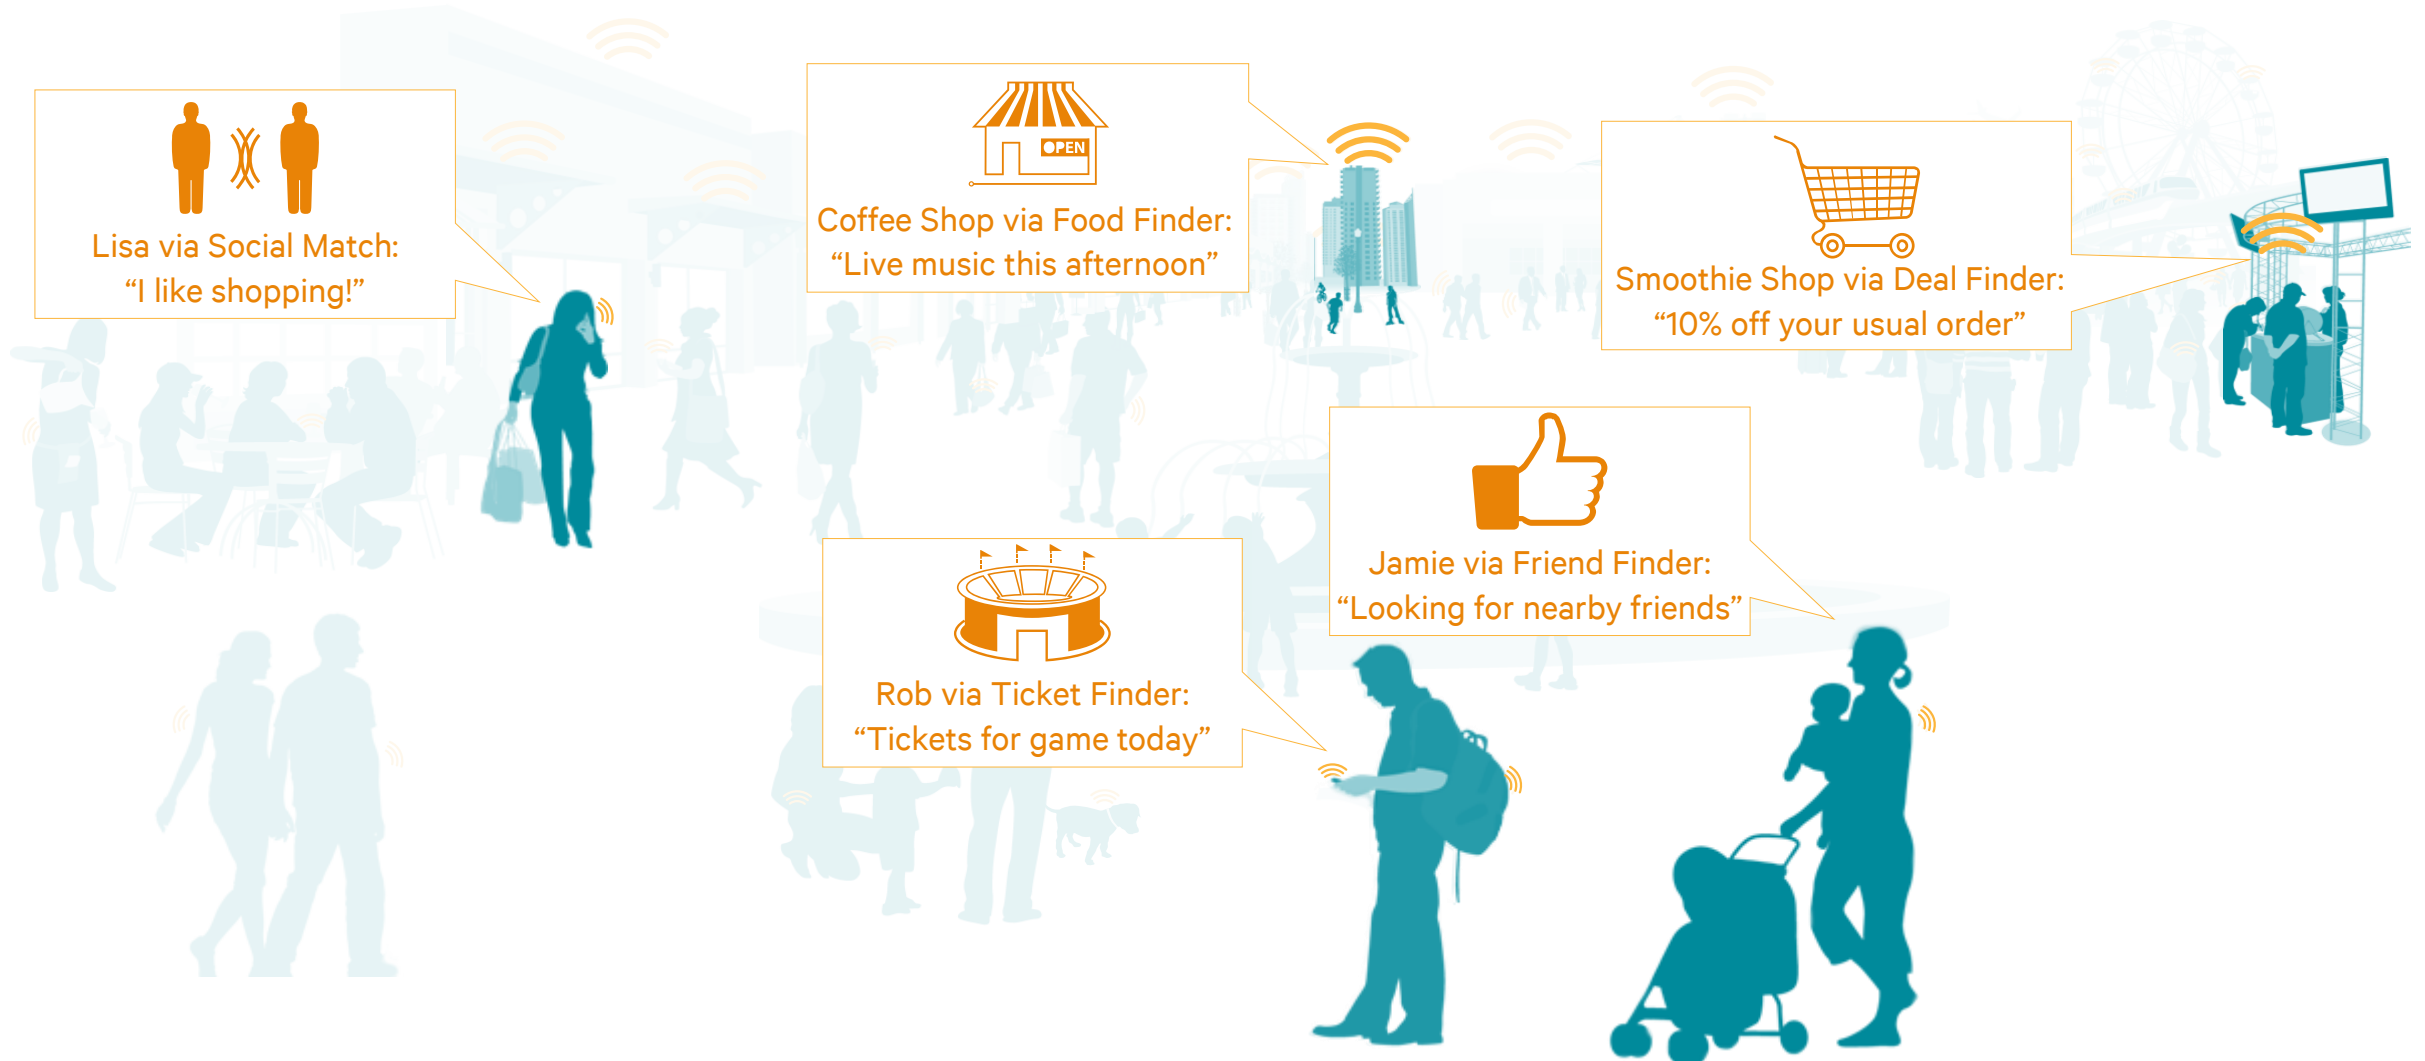 Lisa via Social Match:
“I like shopping!”
OPEN
Coffee Shop via Food Finder:
“Live music this afternoon”
Smoothie Shop via Deal Finder:
“10% off your usual order”
Jamie via Friend Finder:
“Looking for nearby friends”
Rob via Ticket Finder:
“Tickets for game today”